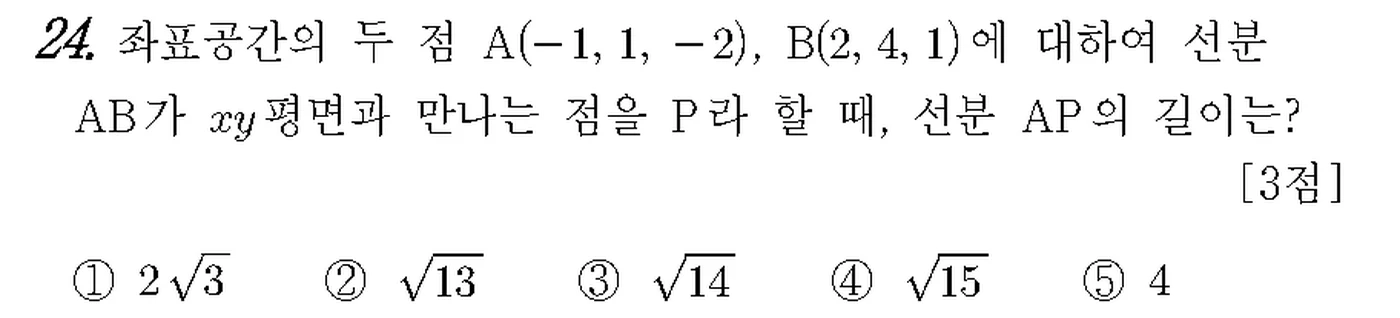 24. 좌표공간의 두 점 A(−1, 1, −2), B(2, 4, 1)에 대하여 선분
AB가 xy평면과 만나는 점을 P라 할 때, 선분 AP의 길이는?
[3점]
① 2√3 ② √13 ③ √14 ④ √15 ⑤ 4